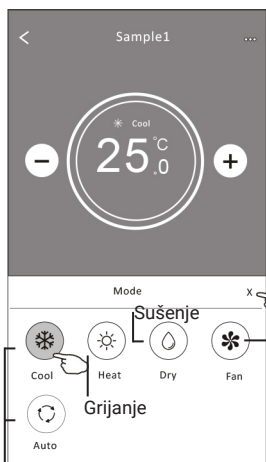 Sample1
...
Cool
25.0 °C
Mode X
Sušenje
Cool Heat Dry Fan
Grijanje
Auto